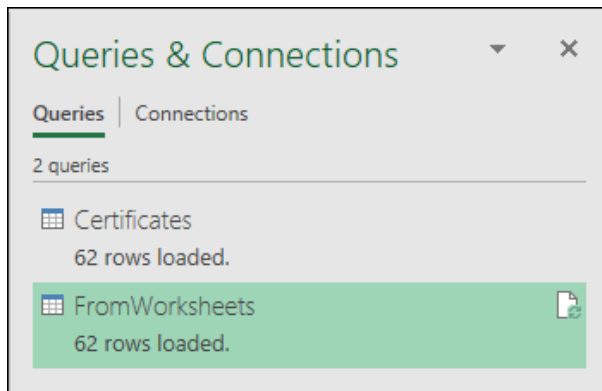 Queries & Connections
Queries | Connections
2 queries
Certificates
62 rows loaded.
FromWorksheets
62 rows loaded.